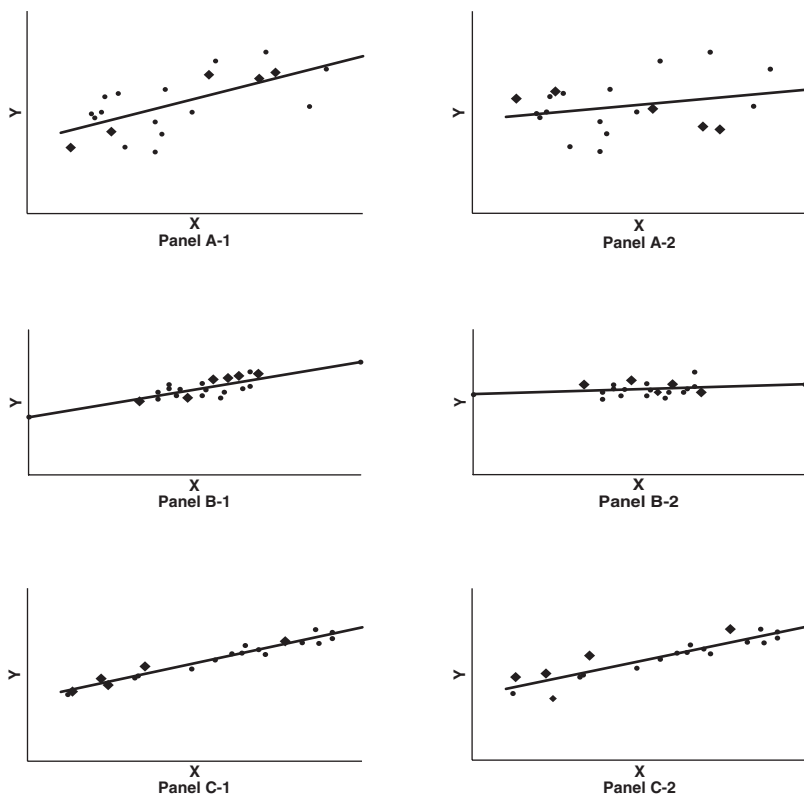 Y
X
Panel A-1
Y
X
Panel A-2
Y
X
Panel B-1
Y
X
Panel B-2
Y
X
Panel C-1
Y
X
Panel C-2